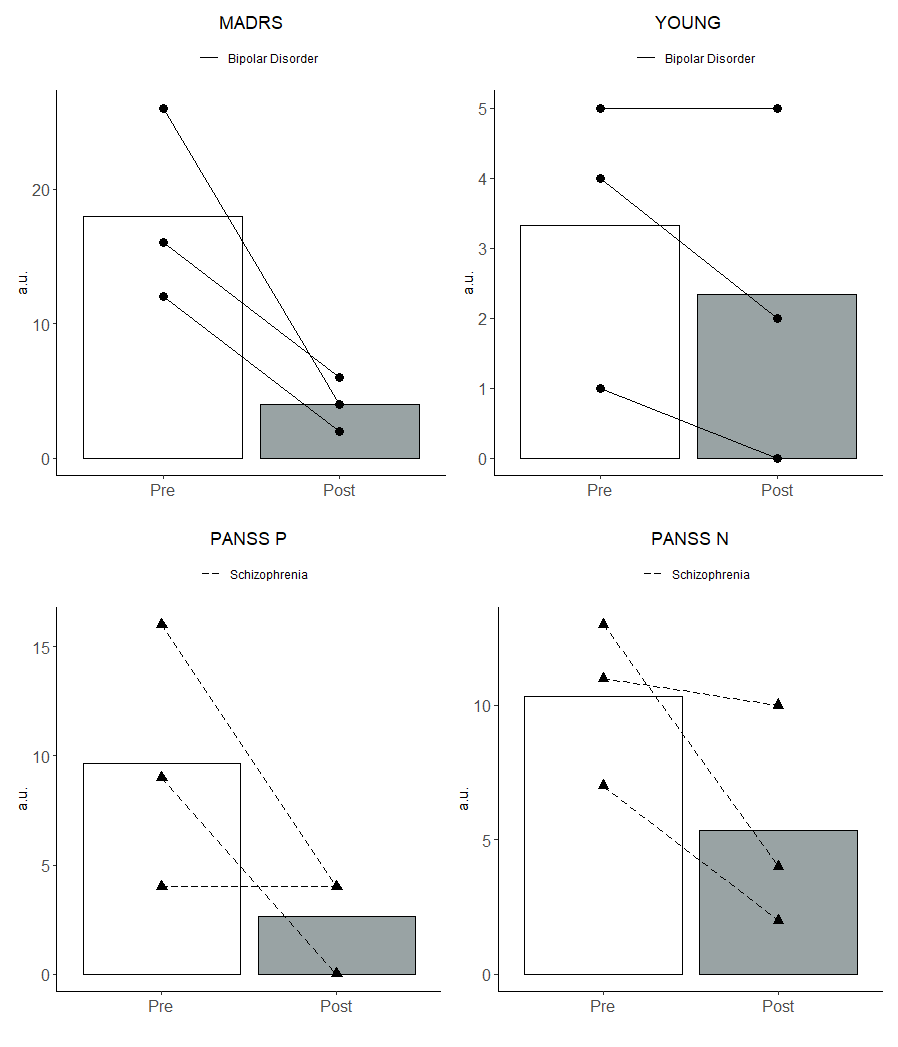 MADRS
Bipolar Disorder
20
10
0
a.u.
Pre Post
YOUNG
Bipolar Disorder
5
4
3
2
1
0
a.u.
Pre Post
PANSS P
Schizophrenia
15
10
5
0
a.u.
Pre Post
PANSS N
Schizophrenia
10
5
0
a.u.
Pre Post